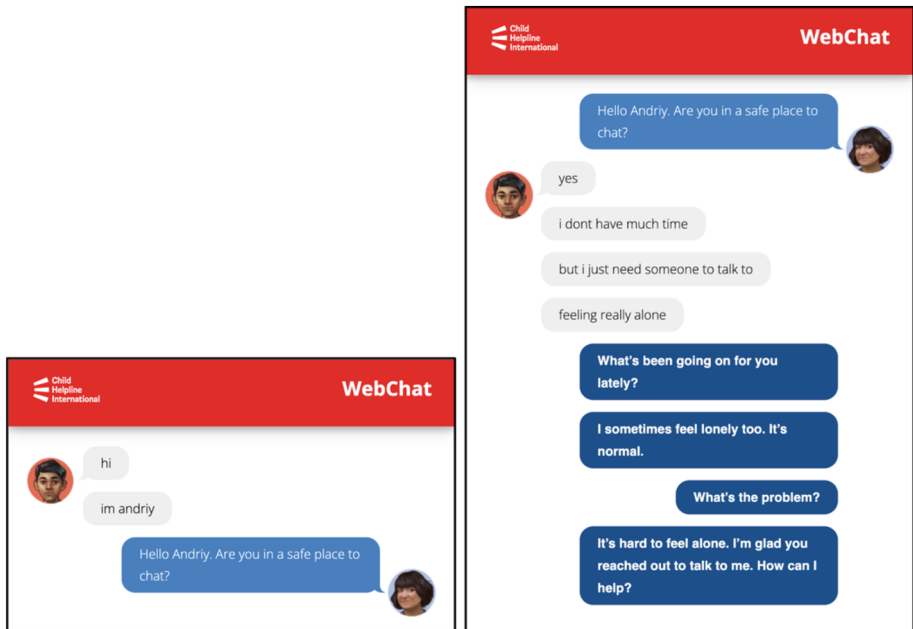 Child
Helpline
International
WebChat
hi
im andriy
Hello Andriy. Are you in a safe place to
chat?
Child
Helpline
International
WebChat
Hello Andriy. Are you in a safe place to
chat?
yes
i dont have much time
but i just need someone to talk to
feeling really alone
What's been going on for you
lately?
I sometimes feel lonely too. It's
normal.
What's the problem?
It's hard to feel alone. I'm glad you
reached out to talk to me. How can I
help?